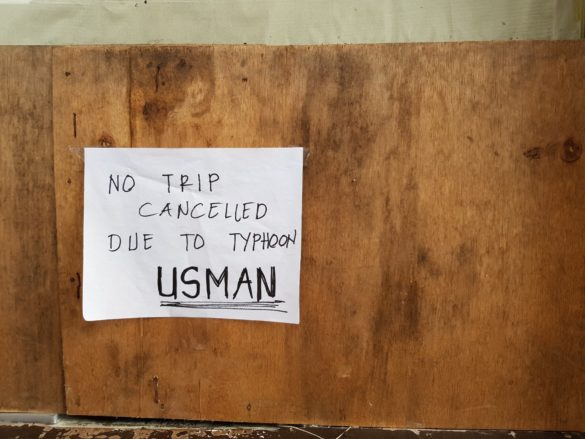 NO TRIP
CANCELLED
DUE TO TYPHOON
USMAN